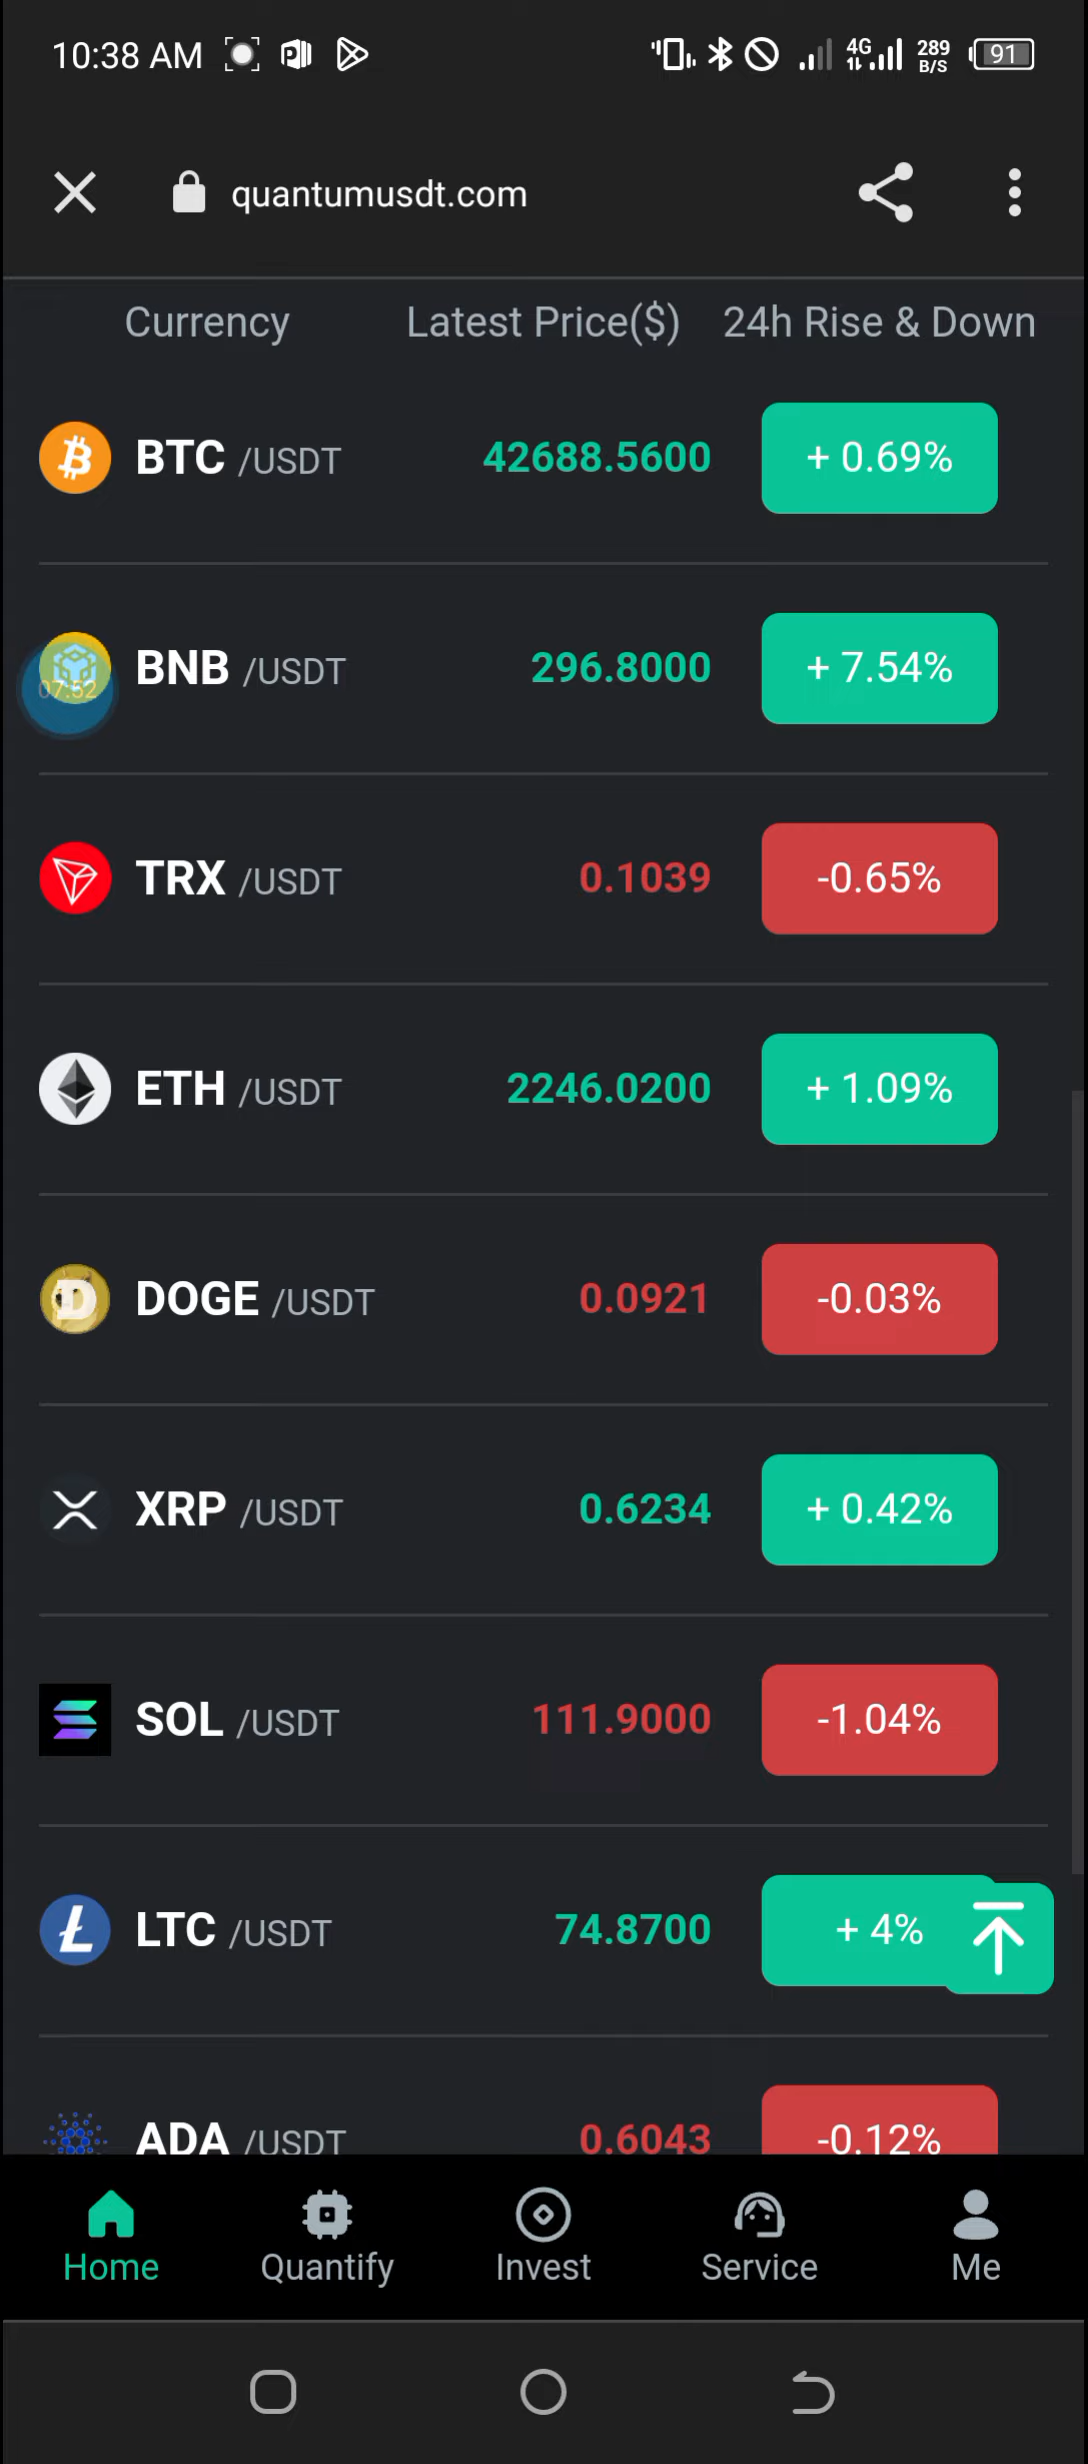 10:38 AM 4G 289 B/S 91
quantumusdt.com
Currency Latest Price($) 24h Rise & Down
BTC /USDT 42688.5600 + 0.69%
BNB /USDT 296.8000 + 7.54%
07:52
TRX /USDT 0.1039 -0.65%
ETH /USDT 2246.0200 + 1.09%
DOGE /USDT 0.0921 -0.03%
XRP /USDT 0.6234 + 0.42%
SOL /USDT 111.9000 -1.04%
LTC /USDT 74.8700 + 4%
ADA /USDT 0.6043 -0.12%
Home Quantify Invest Service Me